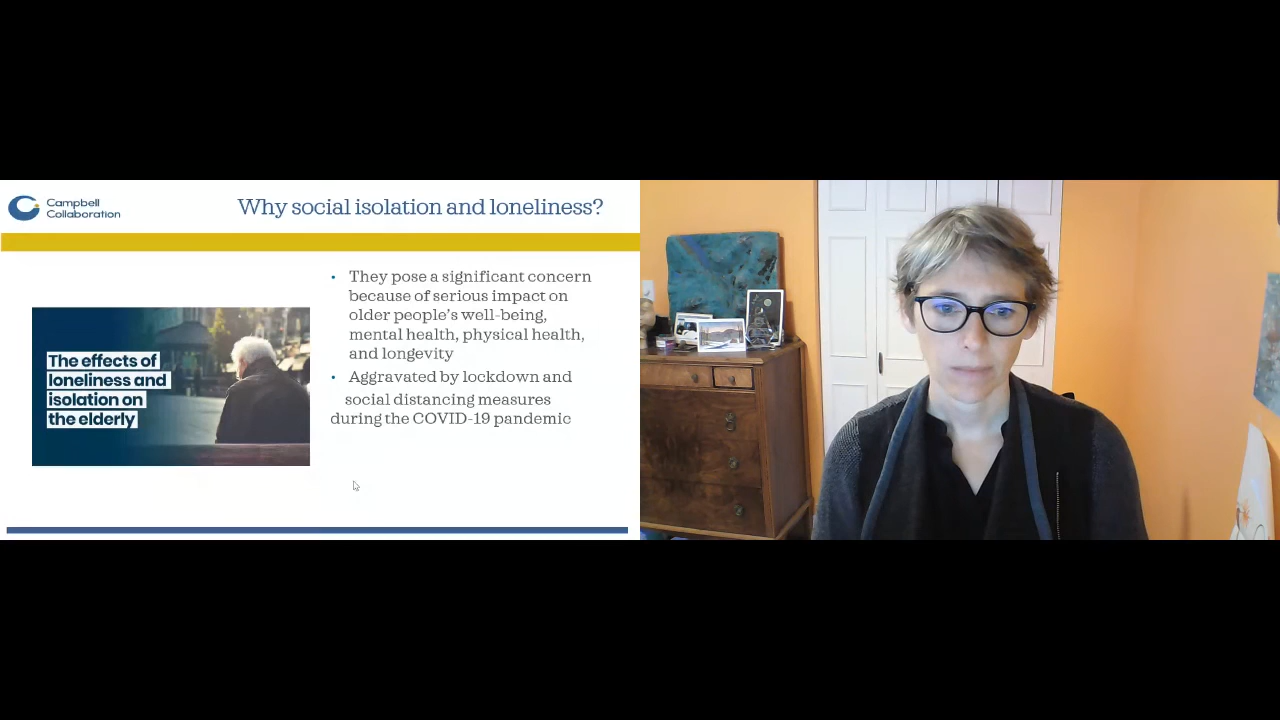 Campbell
Collaboration
Why social isolation and loneliness?
The effects of
loneliness and
isolation on
the elderly
• They pose a significant concern
because of serious impact on
older people's well-being,
mental health, physical health,
and longevity
• Aggravated by lockdown and
social distancing measures
during the COVID-19 pandemic